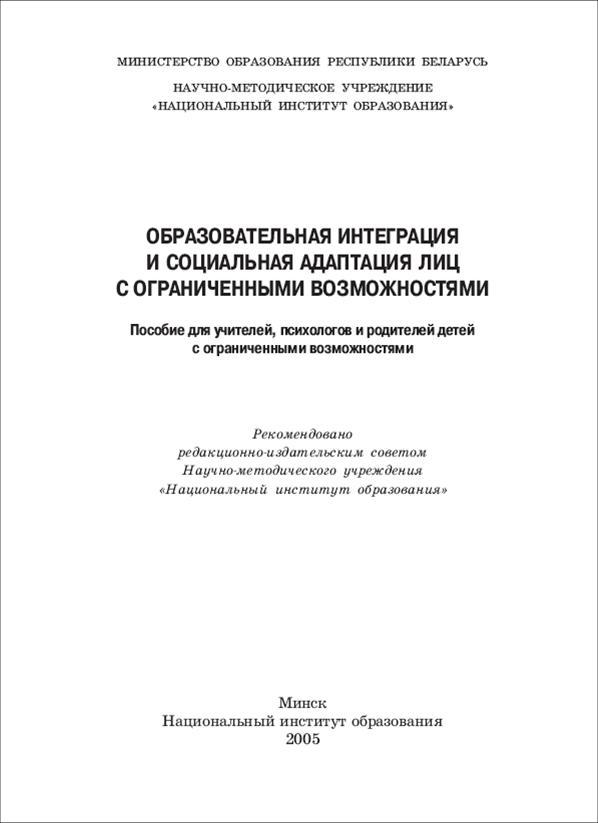 МИНИСТЕРСТВО ОБРАЗОВАНИЯ РЕСПУБЛИКИ БЕЛАРУСЬ
НАУЧНО-МЕТОДИЧЕСКОЕ УЧРЕЖДЕНИЕ
«НАЦИОНАЛЬНЫЙ ИНСТИТУТ ОБРАЗОВАНИЯ»
ОБРАЗОВАТЕЛЬНАЯ ИНТЕГРАЦИЯ
И СОЦИАЛЬНАЯ АДАПТАЦИЯ ЛИЦ
С ОГРАНИЧЕННЫМИ ВОЗМОЖНОСТЯМИ
Пособие для учителей, психологов и родителей детей
с ограниченными возможностями
Рекомендовано
редакционно-издательским советом
Научно-методического учреждения
«Национальный институт образования»
Минск
Национальный институт образования
2005